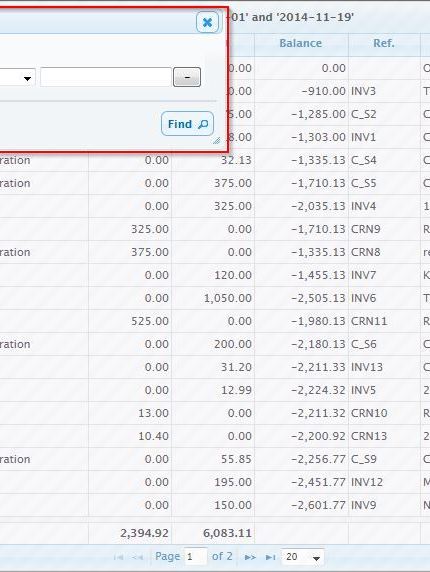 -01' and '2014-11-19'
Balance Ref.
0.00 0.00
0.00 −910.00 INV3 T
5.00 −1,285.00 C_S2 C
−
8.00 −1,303.00 INV1
Find
ration 0.00 32.13 −1,335.13 C_S4 C
ration 0.00 375.00 −1,710.13 C_S5 C
0.00 325.00 −2,035.13 INV4 1
325.00 0.00 −1,710.13 CRN9 R
ration 375.00 0.00 −1,335.13 CRN8 re
0.00 120.00 −1,455.13 INV7 K
0.00 1,050.00 −2,505.13 INV6 T
525.00 0.00 −1,980.13 CRN11 R
ration 0.00 200.00 −2,180.13 C_S6 C
0.00 31.20 −2,211.33 INV13 C
0.00 12.99 −2,224.32 INV5 2
13.00 0.00 −2,211.32 CRN10 R
10.40 0.00 −2,200.92 CRN13 2
ration 0.00 55.85 −2,256.77 C_S9 C
0.00 195.00 −2,451.77 INV12 M
0.00 150.00 −2,601.77 INV9 N
2,394.92 6,083.11
Page 1 of 2 20